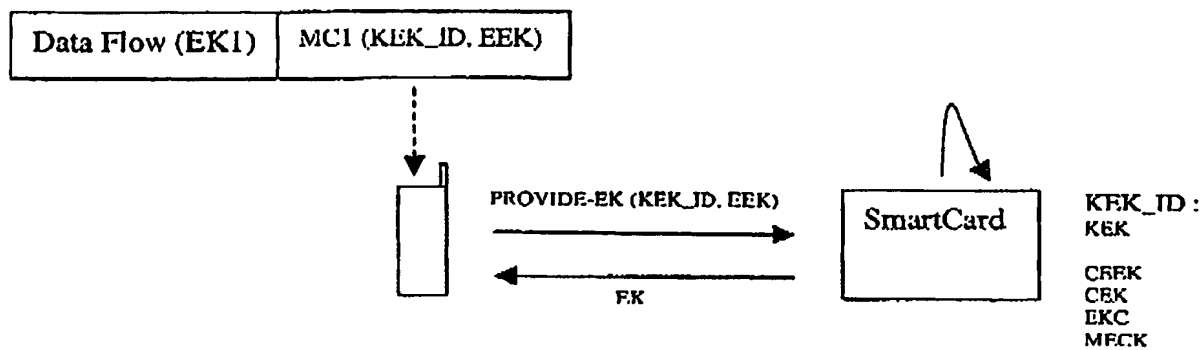 Data Flow (EK1)
MC1 (KEK_ID, EEK)
PROVIDE-EK (KEK_ID, EEK)
EK
SmartCard
KEK_ID :
KEK
CEEK
CEK
EKC
MECK